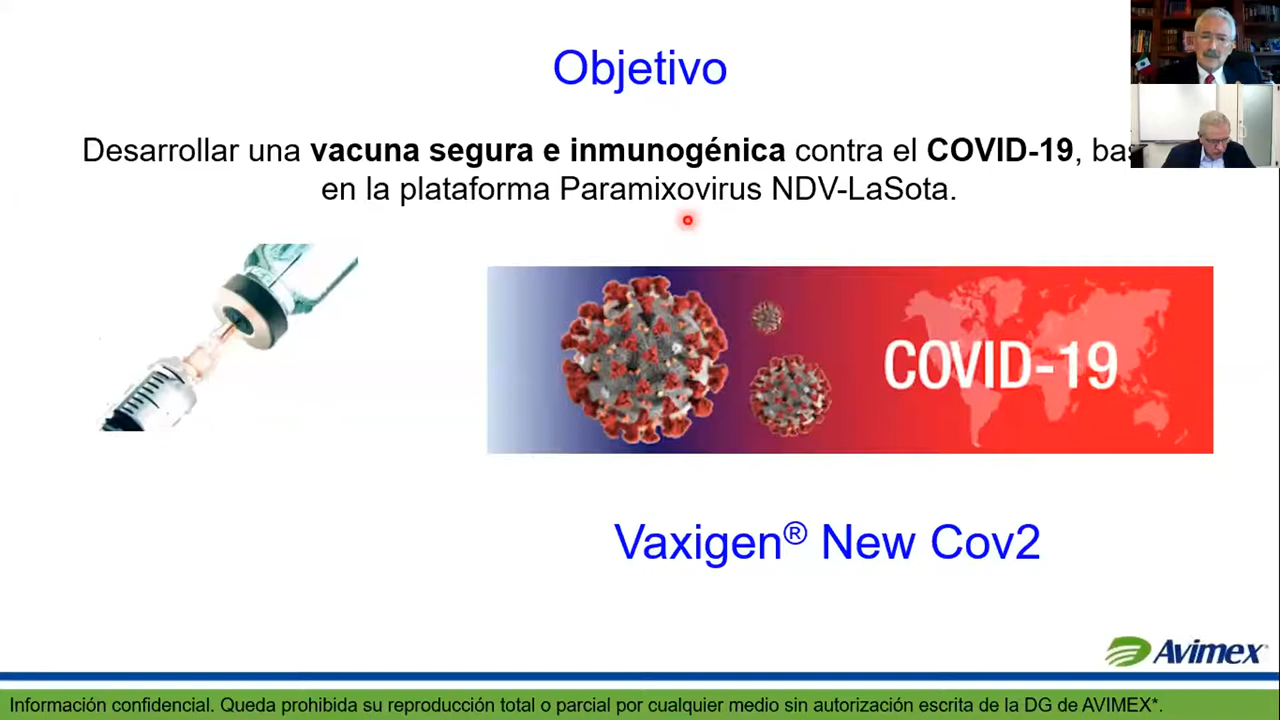 Objetivo
Desarrollar una vacuna segura e inmunogénica contra el COVID-19,
en la plataforma Paramixovirus NDV-LaSota.
COVID-19
Vaxigen® New Cov2
Avimex®
Información confidencial. Queda prohibida su reproducción total o parcial por cualquier medio sin autorización escrita de la DG de AVIMEX*.